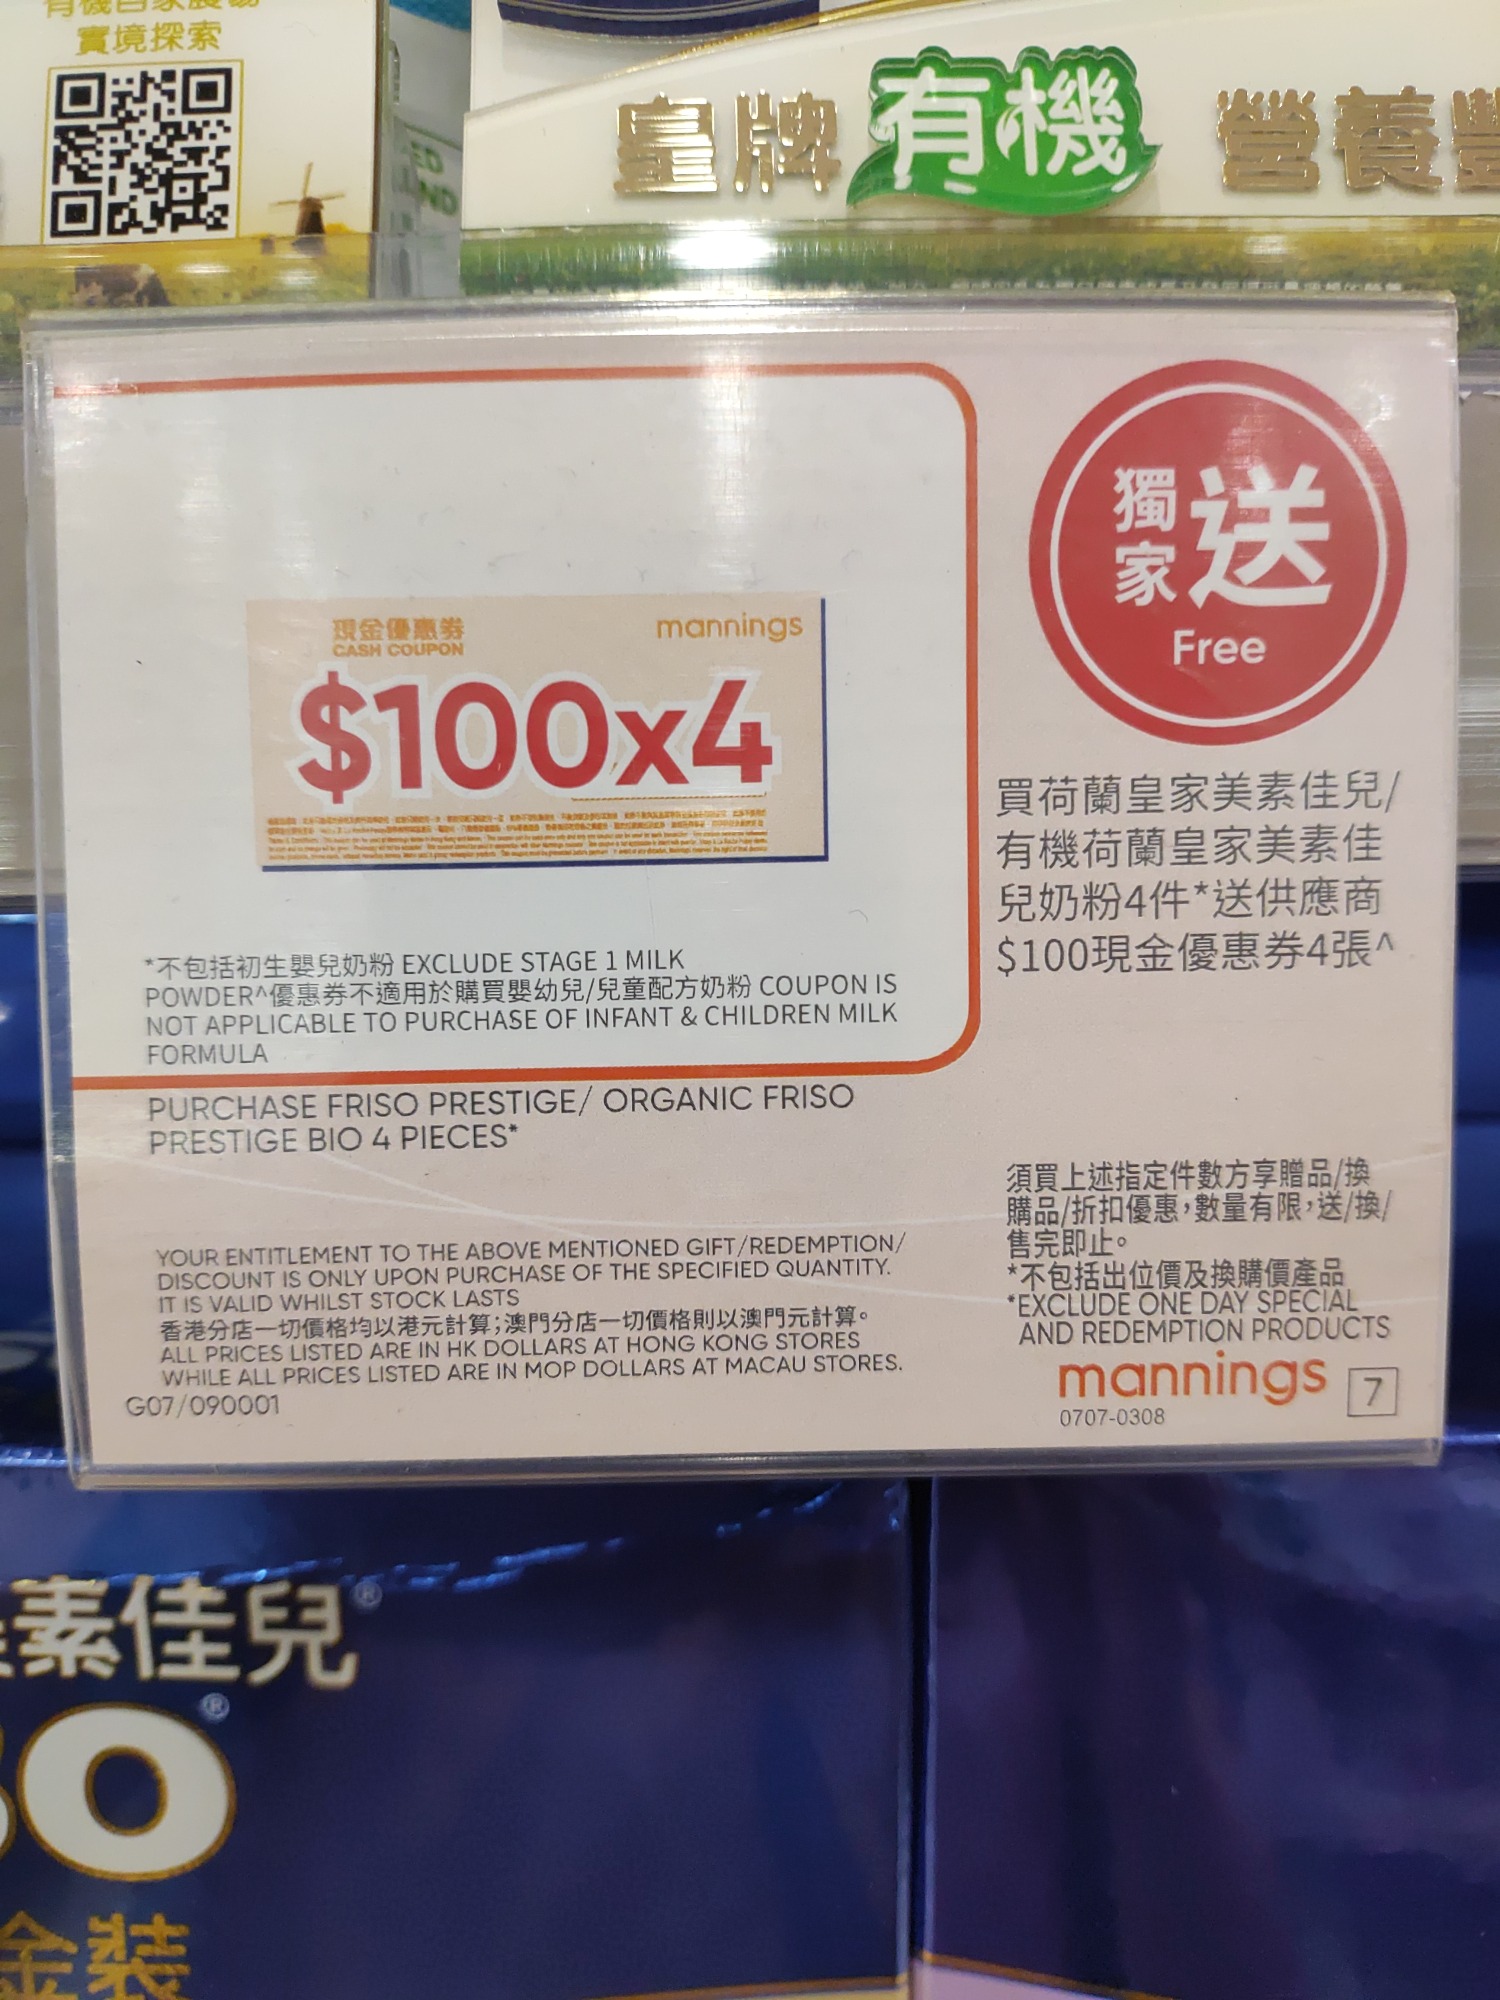 實境探索
皇牌 有機 營養
獨家送
Free
現金優惠券
CASH COUPON
mannings
$100x4
買荷蘭皇家美素佳兒/
有機荷蘭皇家美素佳
兒奶粉4件*送供應商
$100現金優惠券4張^
*不包括初生嬰兒奶粉 EXCLUDE STAGE 1 MILK
POWDER^優惠券不適用於購買嬰幼兒/兒童配方奶粉 COUPON IS
NOT APPLICABLE TO PURCHASE OF INFANT & CHILDREN MILK
FORMULA
PURCHASE FRISO PRESTIGE/ ORGANIC FRISO
PRESTIGE BIO 4 PIECES*
YOUR ENTITLEMENT TO THE ABOVE MENTIONED GIFT/REDEMPTION/
DISCOUNT IS ONLY UPON PURCHASE OF THE SPECIFIED QUANTITY.
IT IS VALID WHILST STOCK LASTS
香港分店一切價格均以港元計算;澳門分店一切價格則以澳門元計算。
ALL PRICES LISTED ARE IN HK DOLLARS AT HONG KONG STORES
WHILE ALL PRICES LISTED ARE IN MOP DOLLARS AT MACAU STORES.
G07/090001
須買上述指定件數方享贈品/換
購品/折扣優惠,數量有限,送/換/
售完即止。
*不包括出位價及換購價產品
*EXCLUDE ONE DAY SPECIAL
AND REDEMPTION PRODUCTS
mannings 7
0707-0308
素佳兒®
O®
金裝